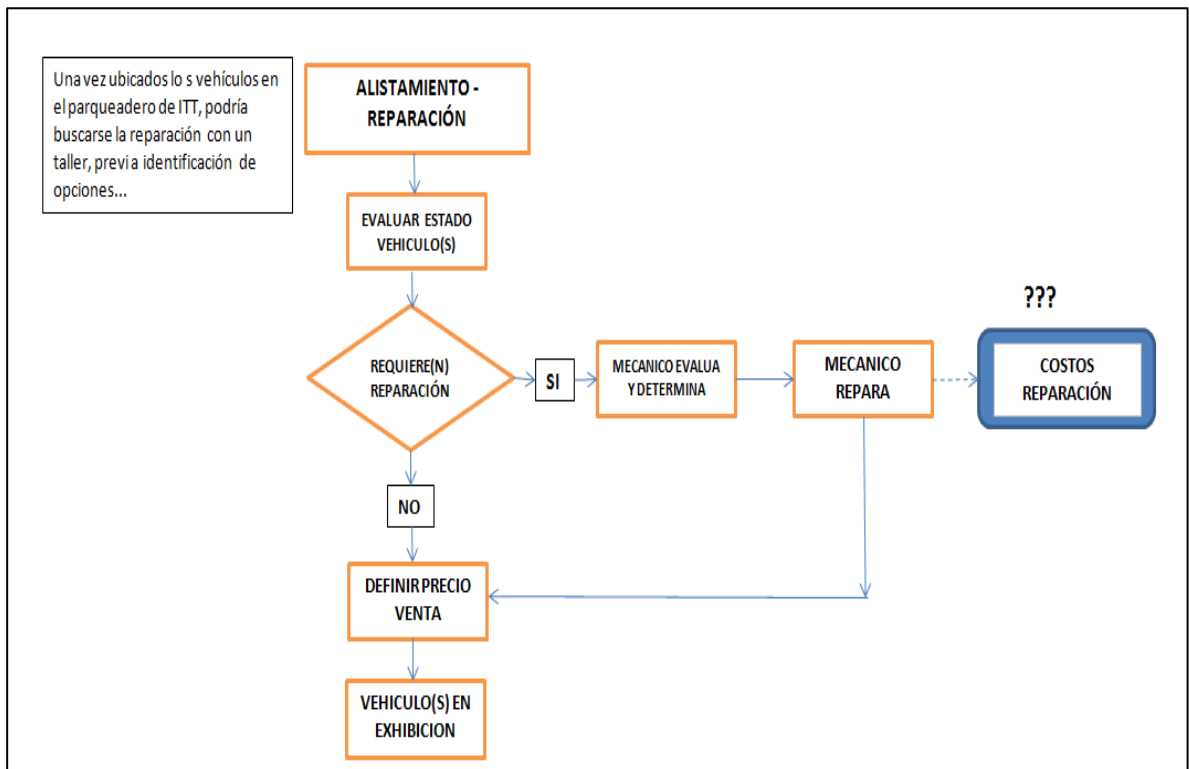 Una vez ubicados lo s vehículos en
el parqueadero de ITT, podría
buscarse la reparación con un
taller, previ a identificación de
opciones...
ALISTAMIENTO -
REPARACIÓN
EVALUAR ESTADO
VEHICULO(S)
REQUIERE(N)
REPARACIÓN
SI
MECANICO EVALUA
Y DETERMINA
MECANICO
REPARA
???
COSTOS
REPARACIÓN
NO
DEFINIR PRECIO
VENTA
VEHICULO(S) EN
EXHIBICION